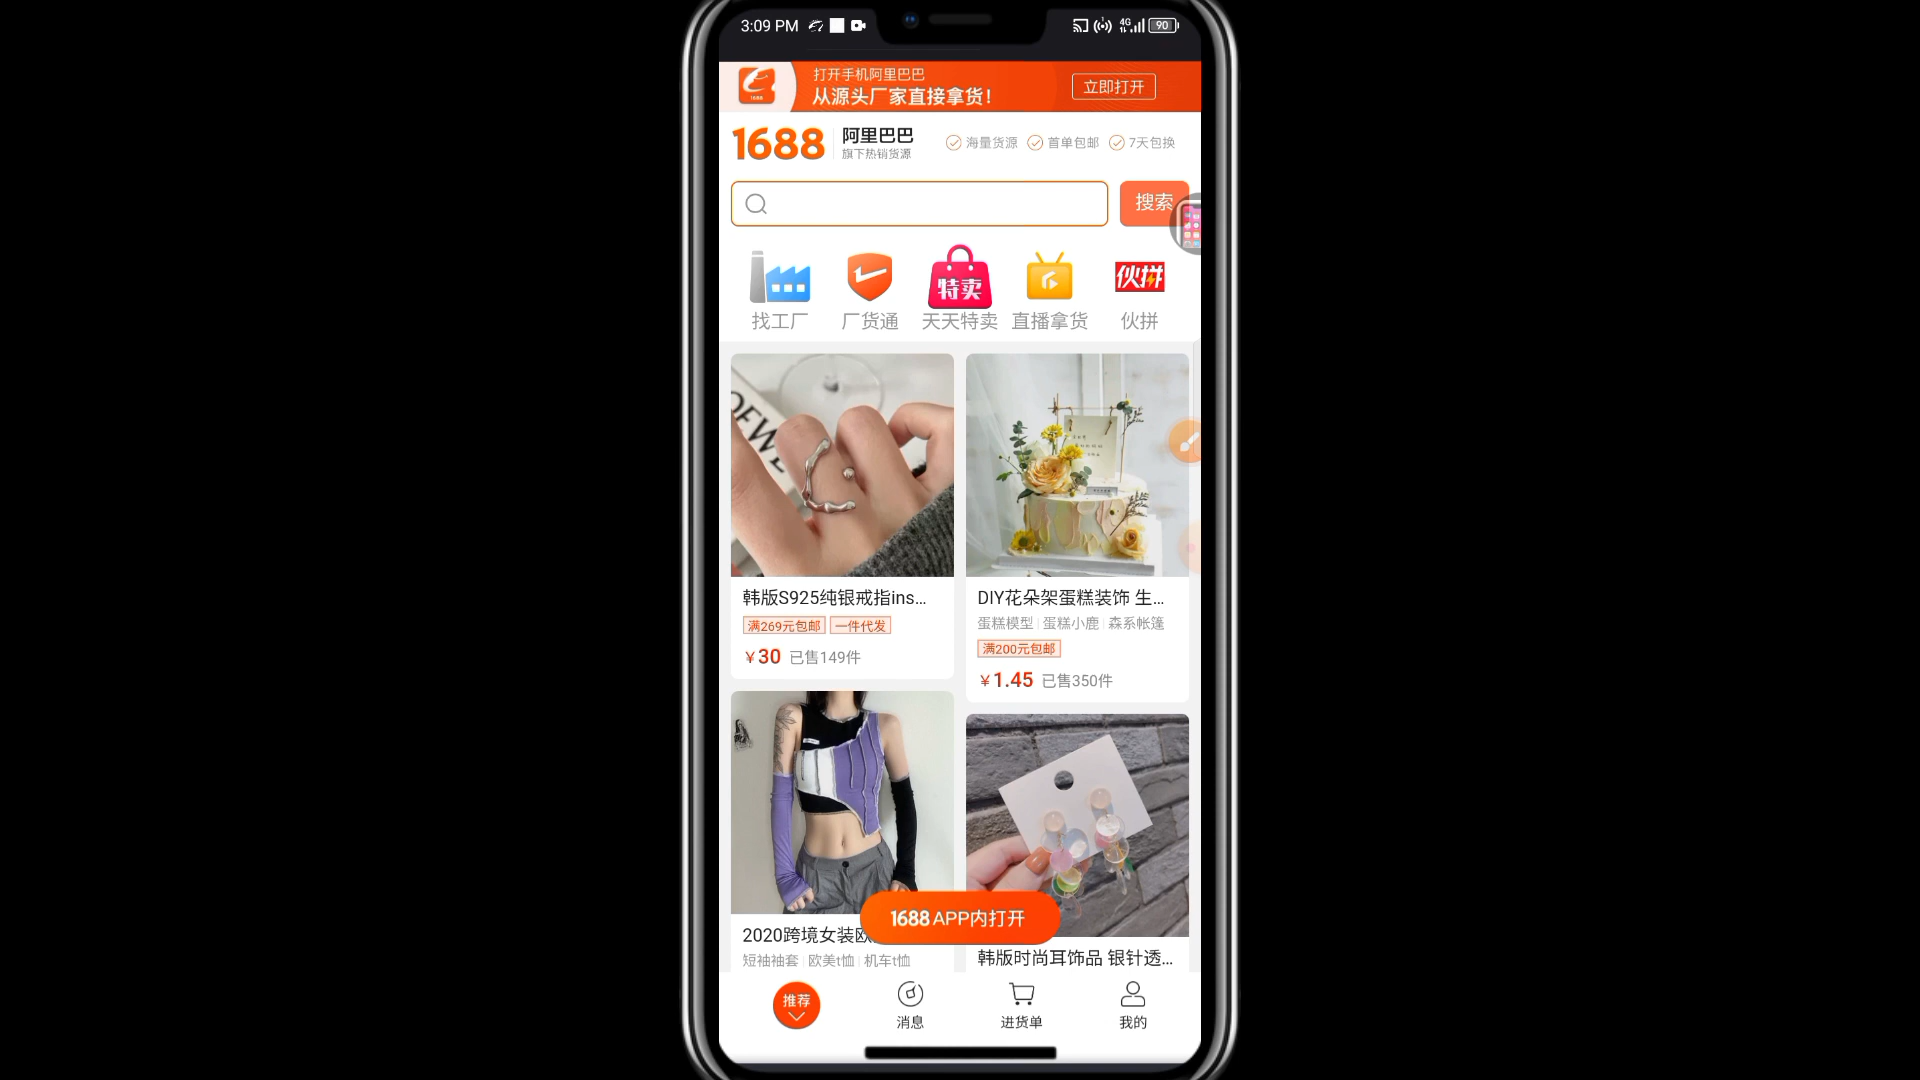 3:09 PM
4G
90
打开手机阿里巴巴
从源头厂家直接拿货!
立即打开
1688
1688
阿里巴巴
旗下热销货源
海量货源
首单包邮
7天包换
搜索
特卖
伙拼
找工厂
厂货通
天天特卖
直播拿货
伙拼
韩版S925纯银戒指ins...
满269元包邮
一件代发
¥30 已售149件
DIY花朵架蛋糕装饰 生...
蛋糕模型 | 蛋糕小鹿 | 森系帐篷
满200元包邮
¥1.45 已售350件
2020跨境女装欧
短袖袖套 | 欧美t恤 | 机车t恤
韩版时尚耳饰品 银针透...
1688 APP内打开
推荐
消息
进货单
我的